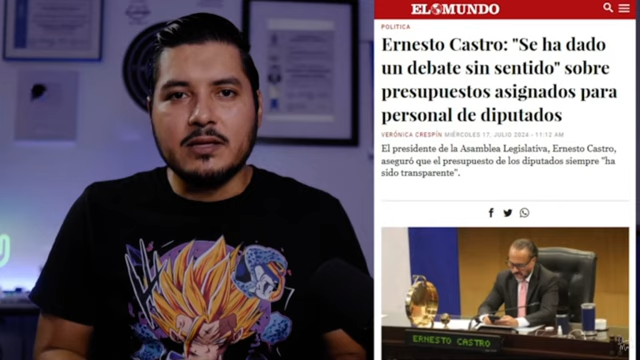 EL MUNDO
POLITICA
Ernesto Castro: "Se ha dado
un debate sin sentido" sobre
presupuestos asignados para
personal de diputados
VERÓNICA CRESPÍN MIÉRCOLES 17, JULIO 2024 - 11:12 AM
El presidente de la Asamblea Legislativa, Ernesto Castro,
aseguró que el presupuesto de los diputados siempre "ha
sido transparente".
ERNESTO CASTRO